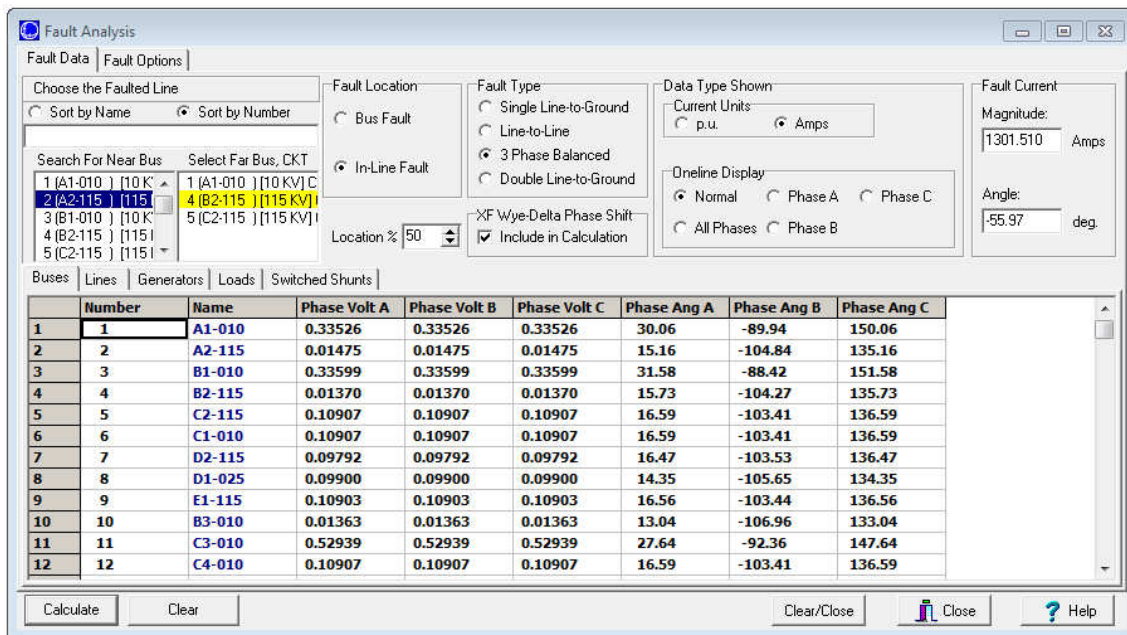 Fault Analysis
Fault Data Fault Options
Choose the Faulted Line
Sort by Name Sort by Number
Search For Near Bus Select Far Bus, CKT
1 (A1-010 ) [10 K 1 (A1-010 ) [10 KV] C
2 (A2-115 ) [115 4 (B2-115 ) [115 KV]
3 (B1-010 ) [10 K 5 (C2-115 ) [115 KV]
4 (B2-115 ) [115
5 (C2-115 ) [115
Fault Location
Bus Fault
In-Line Fault
Location % 50
Fault Type
Single Line-to-Ground
Line-to-Line
3 Phase Balanced
Double Line-to-Ground
XF Wye-Delta Phase Shift
Include in Calculation
Data Type Shown
Current Units
p.u. Amps
Oneline Display
Normal Phase A Phase C
All Phases Phase B
Fault Current
Magnitude:
1301.510 Amps
Angle:
-55.97 deg.
Buses Lines Generators Loads Switched Shunts
Number Name Phase Volt A Phase Volt B Phase Volt C Phase Ang A Phase Ang B Phase Ang C
1 1 A1-010 0.33526 0.33526 0.33526 30.06 -89.94 150.06
2 2 A2-115 0.01475 0.01475 0.01475 15.16 -104.84 135.16
3 3 B1-010 0.33599 0.33599 0.33599 31.58 -88.42 151.58
4 4 B2-115 0.01370 0.01370 0.01370 15.73 -104.27 135.73
5 5 C2-115 0.10907 0.10907 0.10907 16.59 -103.41 136.59
6 6 C1-010 0.10907 0.10907 0.10907 16.59 -103.41 136.59
7 7 D2-115 0.09792 0.09792 0.09792 16.47 -103.53 136.47
8 8 D1-025 0.09900 0.09900 0.09900 14.35 -105.65 134.35
9 9 E1-115 0.10903 0.10903 0.10903 16.56 -103.44 136.56
10 10 B3-010 0.01363 0.01363 0.01363 13.04 -106.96 133.04
11 11 C3-010 0.52939 0.52939 0.52939 27.64 -92.36 147.64
12 12 C4-010 0.10907 0.10907 0.10907 16.59 -103.41 136.59
Calculate Clear Clear/Close Close Help